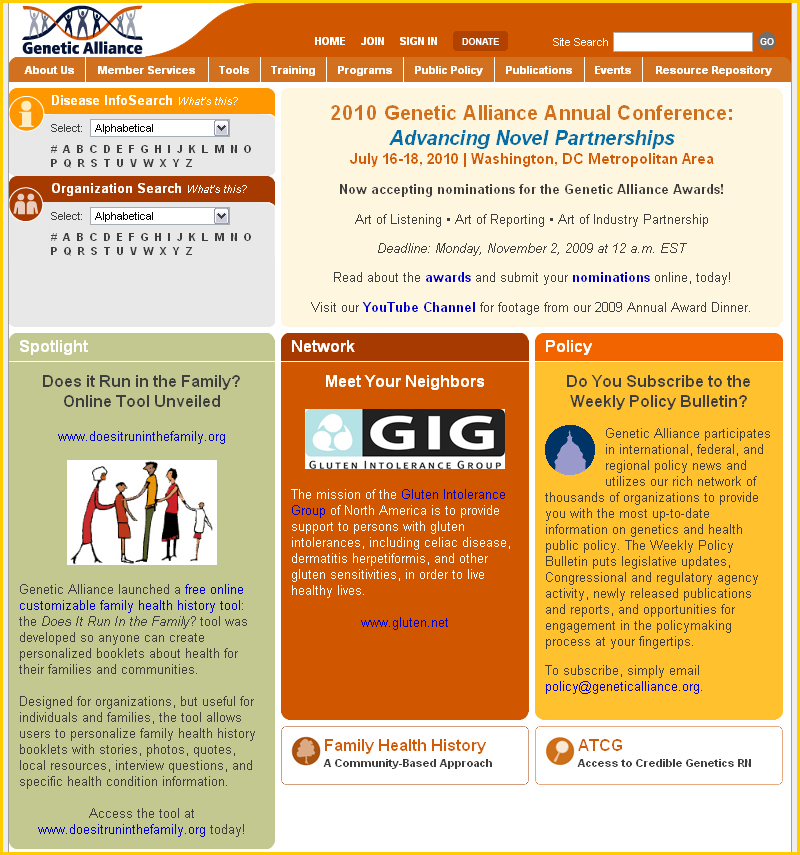 Genetic Alliance
HOME JOIN SIGN IN DONATE Site Search GO
About Us Member Services Tools Training Programs Public Policy Publications Events Resource Repository
Disease InfoSearch What's this?
Select: Alphabetical
# A B C D E F G H I J K L M N O
P Q R S T U V W X Y Z
Organization Search What's this?
Select: Alphabetical
# A B C D E F G H I J K L M N O
P Q R S T U V W X Y Z
2010 Genetic Alliance Annual Conference:
Advancing Novel Partnerships
July 16-18, 2010 | Washington, DC Metropolitan Area
Now accepting nominations for the Genetic Alliance Awards!
Art of Listening • Art of Reporting • Art of Industry Partnership
Deadline: Monday, November 2, 2009 at 12 a.m. EST
Read about the awards and submit your nominations online, today!
Visit our YouTube Channel for footage from our 2009 Annual Award Dinner.
Spotlight
Does it Run in the Family?
Online Tool Unveiled
www.doesitruninthefamily.org
Genetic Alliance launched a free online
customizable family health history tool:
the Does It Run In the Family? tool was
developed so anyone can create
personalized booklets about health for
their families and communities.
Designed for organizations, but useful for
individuals and families, the tool allows
users to personalize family health history
booklets with stories, photos, quotes,
local resources, interview questions, and
specific health condition information.
Access the tool at
www.doesitruninthefamily.org today!
Network
Meet Your Neighbors
GIG
GLUTEN INTOLERANCE GROUP
The mission of the Gluten Intolerance
Group of North America is to provide
support to persons with gluten
intolerances, including celiac disease,
dermatitis herpetiformis, and other
gluten sensitivities, in order to live
healthy lives.
www.gluten.net
Policy
Do You Subscribe to the
Weekly Policy Bulletin?
Genetic Alliance participates
in international, federal, and
regional policy news and
utilizes our rich network of
thousands of organizations to provide
you with the most up-to-date
information on genetics and health
public policy. The Weekly Policy
Bulletin puts legislative updates,
Congressional and regulatory agency
activity, newly released publications
and reports, and opportunities for
engagement in the policymaking
process at your fingertips.
To subscribe, simply email
policy@geneticalliance.org.
Family Health History
A Community-Based Approach
ATCG
Access to Credible Genetics RN